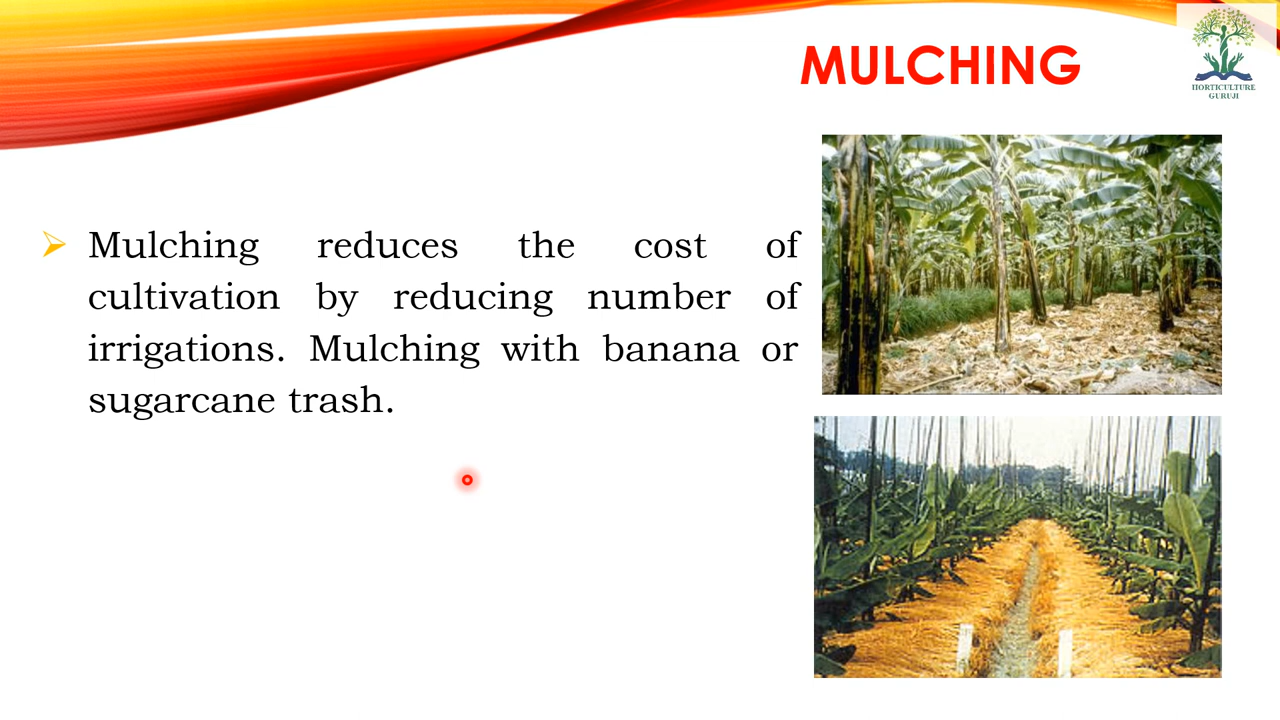 MULCHING
HORTICULTURE
GURUJI
Mulching reduces the cost of
cultivation by reducing number of
irrigations. Mulching with banana or
sugarcane trash.